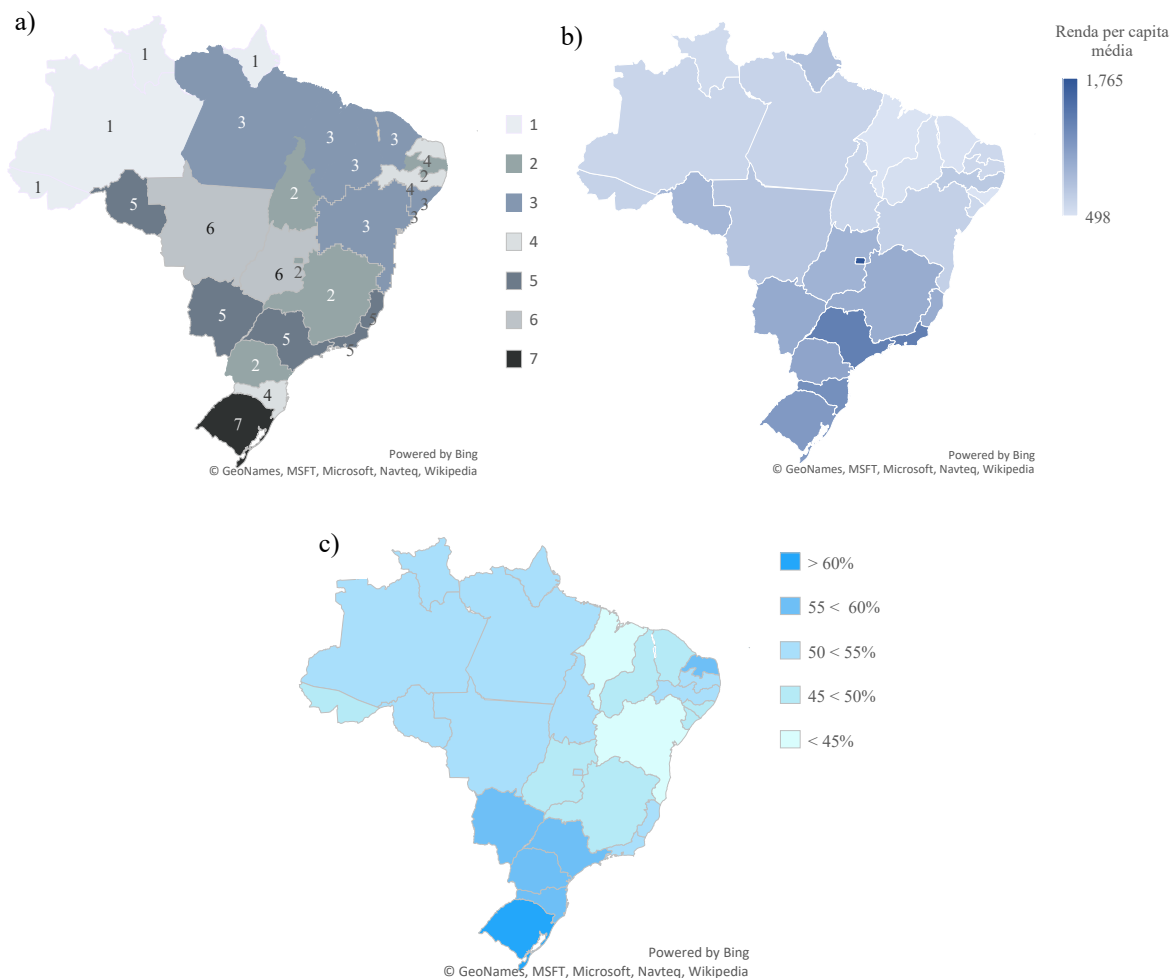 a)
1
1
1
1
3
3
3
3
4
2
4
3
3
2
5
6
3
6
2
2
5
5
5
5
2
4
7
1
2
3
4
5
6
7
Powered by Bing
© GeoNames, MSFT, Microsoft, Navteq, Wikipedia
b)
Renda per capita
média
1,765
498
Powered by Bing
© GeoNames, MSFT, Microsoft, Navteq, Wikipedia
c)
> 60%
55 < 60%
50 < 55%
45 < 50%
< 45%
Powered by Bing
© GeoNames, MSFT, Microsoft, Navteq, Wikipedia